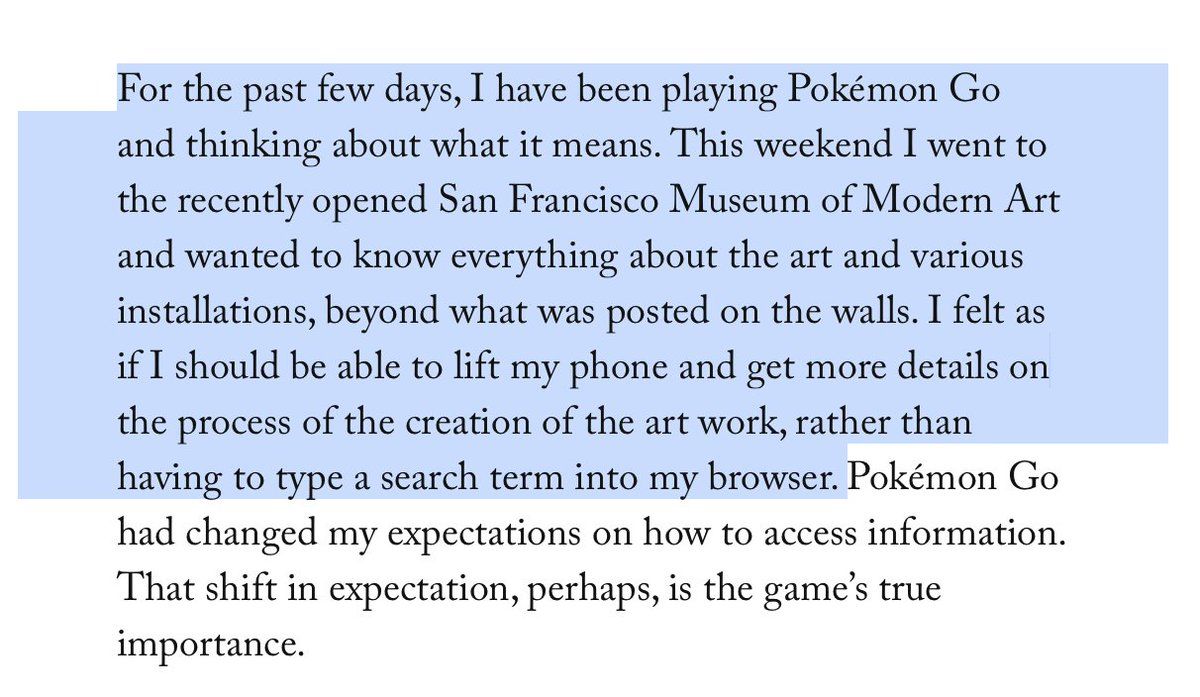 For the past few days, I have been playing Pokémon Go
and thinking about what it means. This weekend I went to
the recently opened San Francisco Museum of Modern Art
and wanted to know everything about the art and various
installations, beyond what was posted on the walls. I felt as
if I should be able to lift my phone and get more details on
the process of the creation of the art work, rather than
having to type a search term into my browser. Pokémon Go
had changed my expectations on how to access information.
That shift in expectation, perhaps, is the game’s true
importance.